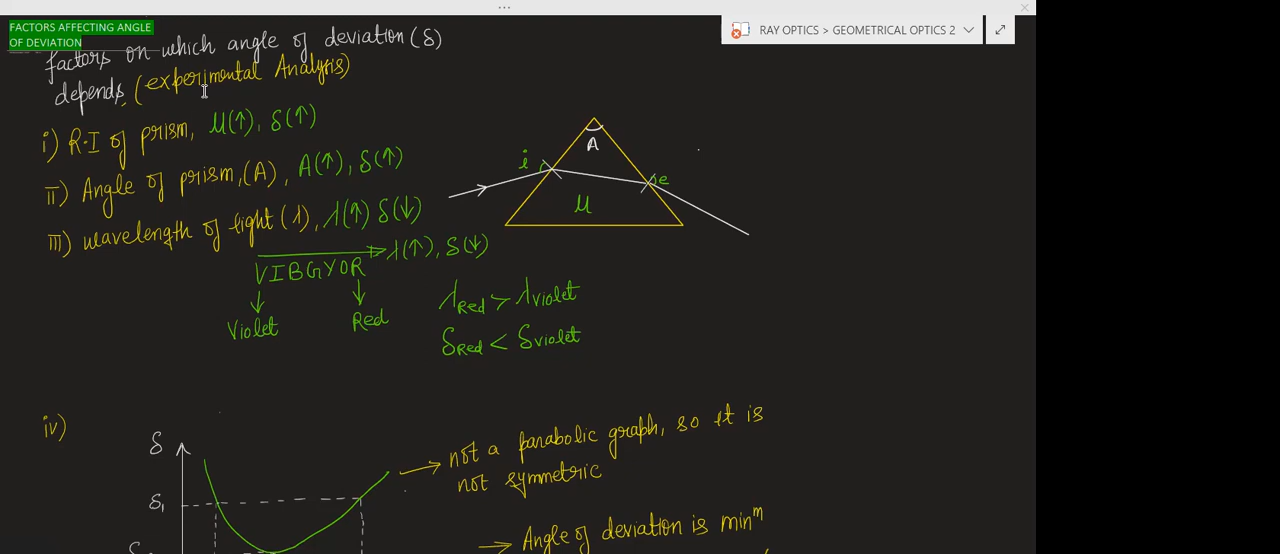 FACTORS AFFECTING ANGLE
OF DEVIATION
RAY OPTICS > GEOMETRICAL OPTICS 2
factors on which angle of deviation (δ)
depends, (experimental Analysis)
i) R·I of prism, μ(↑), δ(↑)
ii) Angle of prism, (A), A(↑), δ(↑)
iii) wavelength of light (λ), λ(↑) δ(↓)
λ(↑), δ(↓)
VIBGYOR
Violet
Red
λRed > λViolet
δRed < δViolet
A
i
e
μ
iv)
δ
δ₁
not a parabolic graph, so it is
not symmetric
Angle of deviation is minᵐ